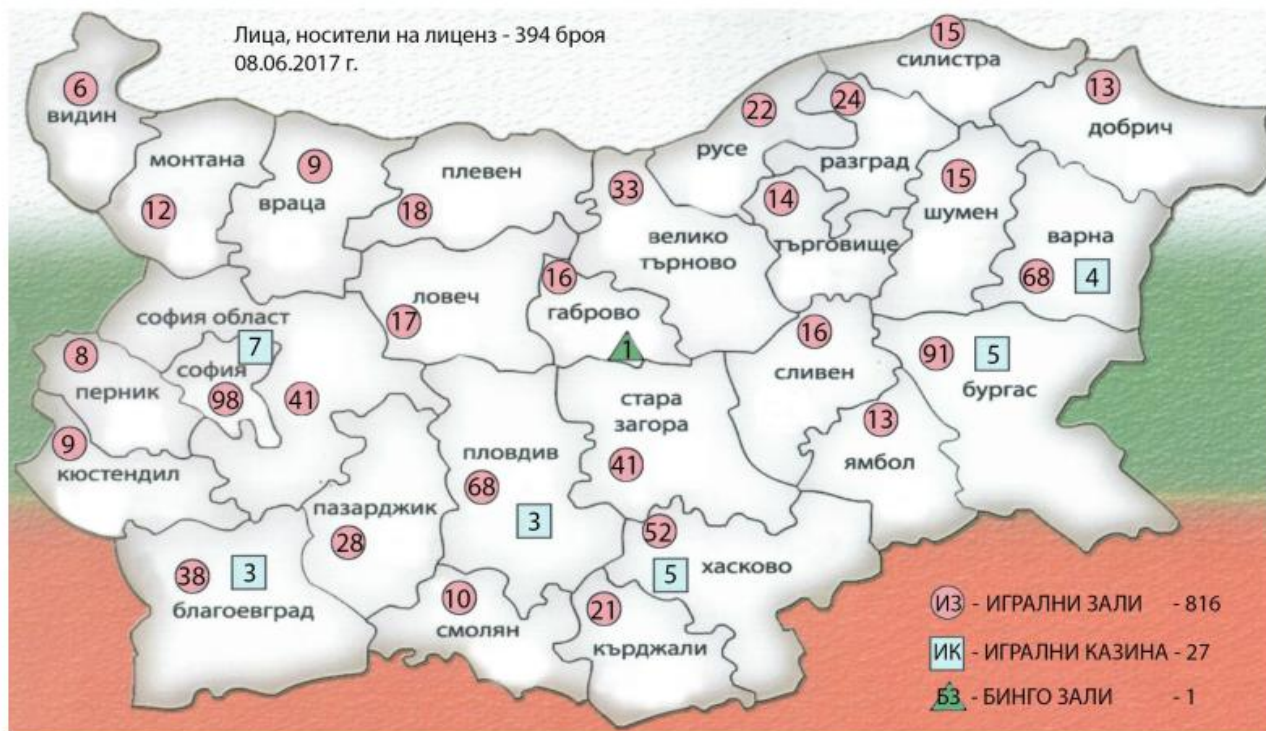 Лица, носители на лиценз - 394 броя
08.06.2017 г.
15
силистра
6
видин
13
добрич
22
24
русе
разград
монтана
12
9
враца
плевен
18
33
велико
търново
14
търговище
15
шумен
варна
68
4
16
габрово
1
ловеч
17
софия област
7
софия
98
41
8
перник
9
кюстендил
16
сливен
91
5
бургас
стара
загора
41
13
ямбол
пловдив
68
3
пазарджик
28
52
5
хасково
38
3
благоевград
10
смолян
21
кърджали
ИЗ - ИГРАЛНИ ЗАЛИ - 816
ИК - ИГРАЛНИ КАЗИНА - 27
БЗ - БИНГО ЗАЛИ - 1